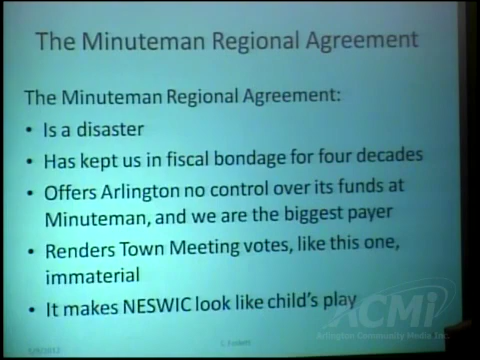 The Minuteman Regional Agreement
The Minuteman Regional Agreement:
• Is a disaster
• Has kept us in fiscal bondage for four decades
• Offers Arlington no control over its funds at
Minuteman, and we are the biggest payer
• Renders Town Meeting votes, like this one,
immaterial
• It makes NESWIC look like child's play
ACMi
Arlington Community Media Inc.